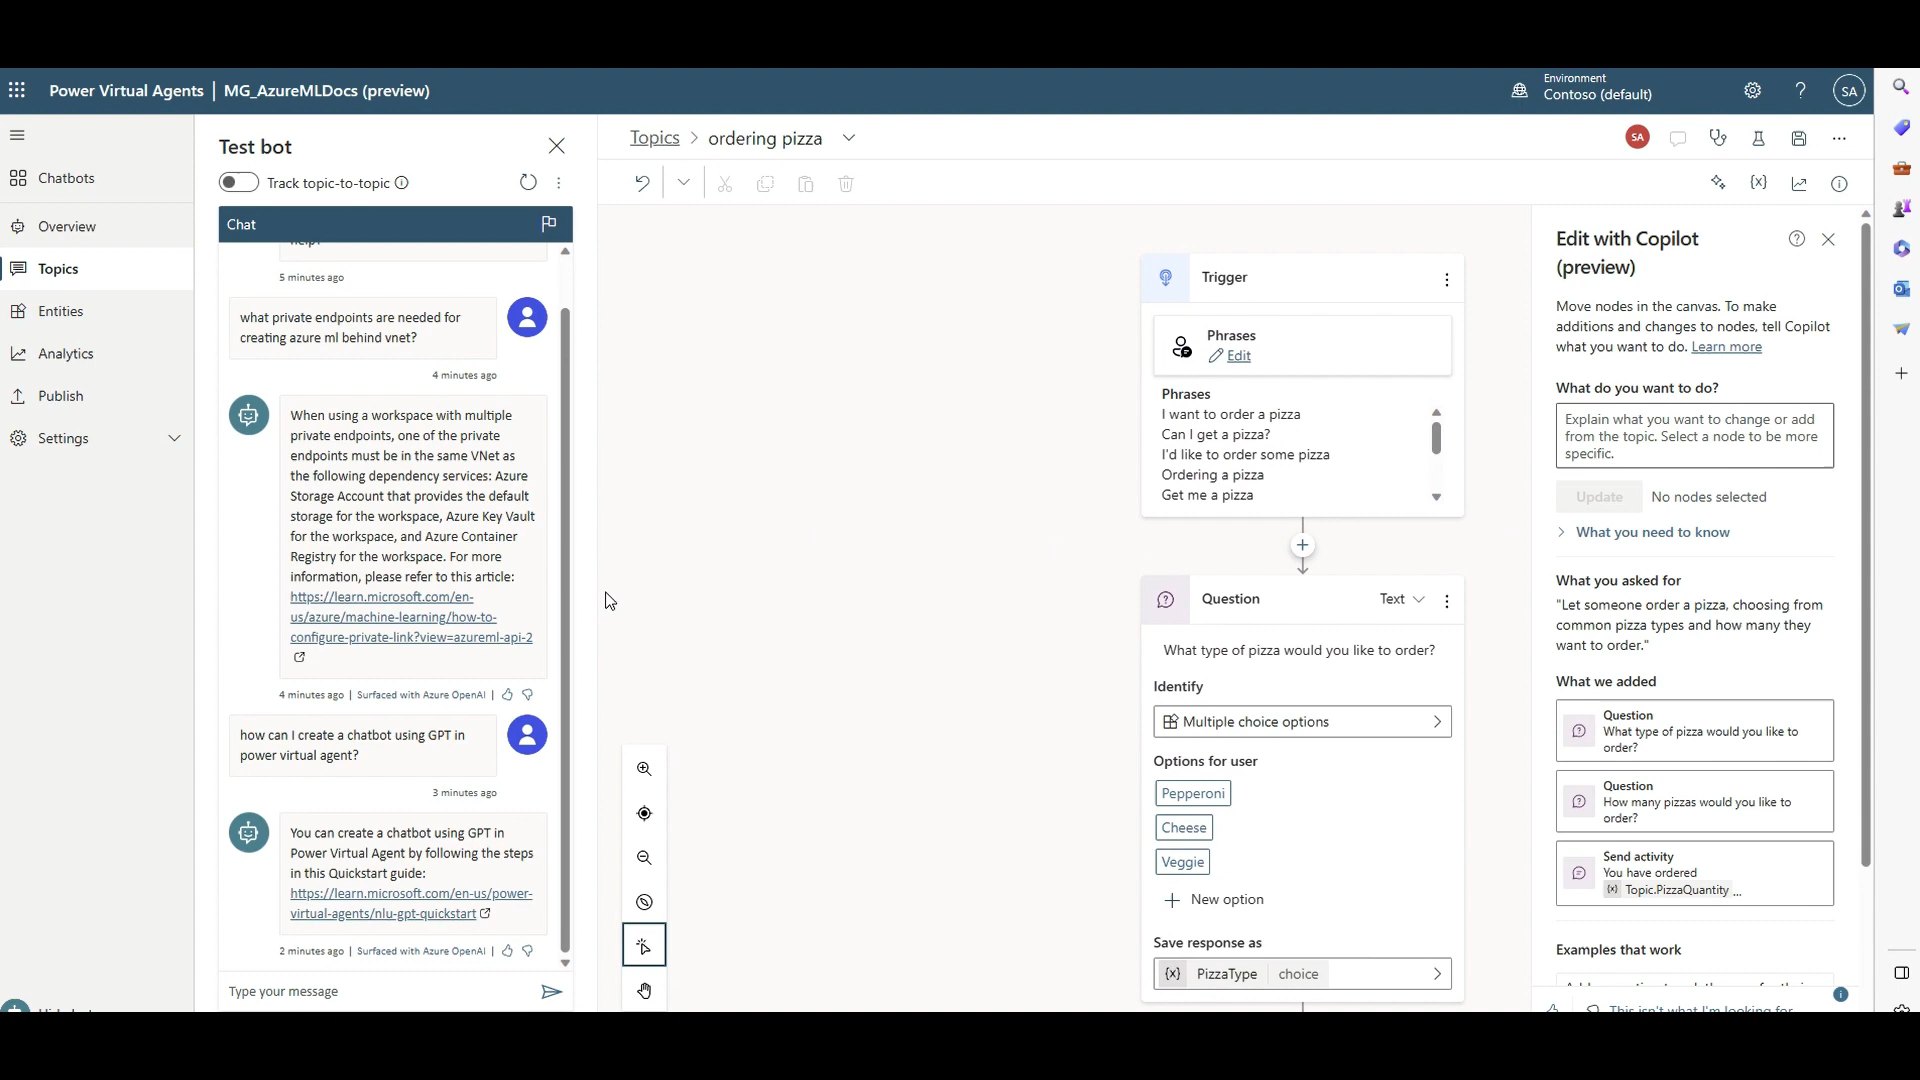 Power Virtual Agents | MG_AzureMLDocs (preview)
Environment
Contoso (default)
SA
Chatbots
Overview
Topics
Entities
Analytics
Publish
Settings
Test bot
Track topic-to-topic
Chat
5 minutes ago
what private endpoints are needed for
creating azure ml behind vnet?
4 minutes ago
When using a workspace with multiple
private endpoints, one of the private
endpoints must be in the same VNet as
the following dependency services: Azure
Storage Account that provides the default
storage for the workspace, Azure Key Vault
for the workspace, and Azure Container
Registry for the workspace. For more
information, please refer to this article:
https://learn.microsoft.com/en-
us/azure/machine-learning/how-to-
configure-private-link?view=azureml-api-2
4 minutes ago | Surfaced with Azure OpenAI |
how can I create a chatbot using GPT in
power virtual agent?
3 minutes ago
You can create a chatbot using GPT in
Power Virtual Agent by following the steps
in this Quickstart guide:
https://learn.microsoft.com/en-us/power-
virtual-agents/nlu-gpt-quickstart
2 minutes ago | Surfaced with Azure OpenAI |
Type your message
Topics > ordering pizza
SA
{x}
Trigger
Phrases
Edit
Phrases
I want to order a pizza
Can I get a pizza?
I'd like to order some pizza
Ordering a pizza
Get me a pizza
Question
Text
What type of pizza would you like to order?
Identify
Multiple choice options
Options for user
Pepperoni
Cheese
Veggie
New option
Save response as
{x} PizzaType choice
Edit with Copilot
(preview)
Move nodes in the canvas. To make
additions and changes to nodes, tell Copilot
what you want to do. Learn more
What do you want to do?
Explain what you want to change or add
from the topic. Select a node to be more
specific.
Update
No nodes selected
What you need to know
What you asked for
"Let someone order a pizza, choosing from
common pizza types and how many they
want to order."
What we added
Question
What type of pizza would you like to
order?
Question
How many pizzas would you like to
order?
Send activity
You have ordered
{x} Topic.PizzaQuantity ...
Examples that work
This isn't what I'm looking for